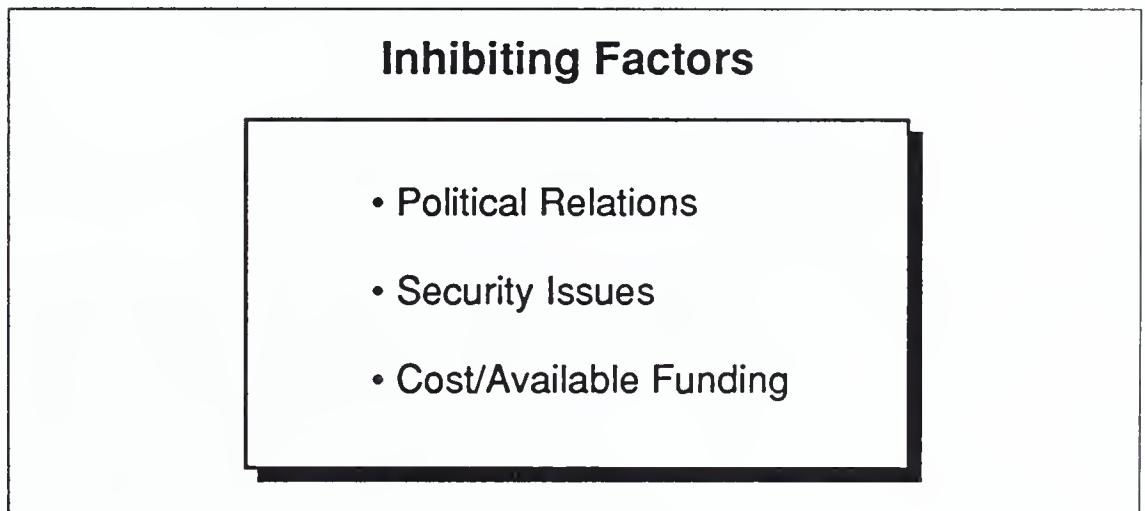 Inhibiting Factors
• Political Relations
• Security Issues
• Cost/Available Funding